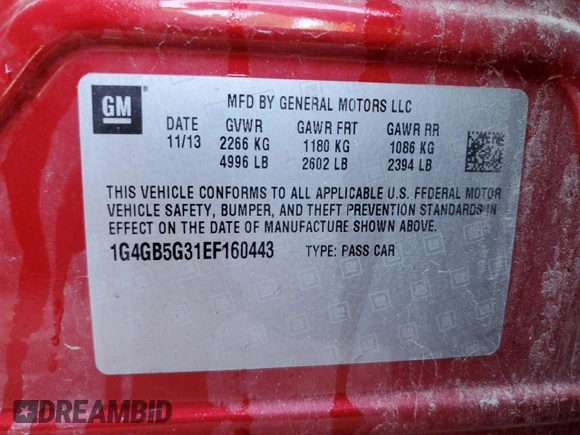 GM
MFD BY GENERAL MOTORS LLC
DATE GVWR GAWR FRT GAWR RR
11/13 2266 KG 1180 KG 1086 KG
4996 LB 2602 LB 2394 LB
THIS VEHICLE CONFORMS TO ALL APPLICABLE U.S. FEDERAL MOTOR
VEHICLE SAFETY, BUMPER, AND THEFT PREVENTION STANDARDS IN
EFFECT ON THE DATE OF MANUFACTURE SHOWN ABOVE.
1G4GB5G31EF160443 TYPE: PASS CAR
DREAMBID